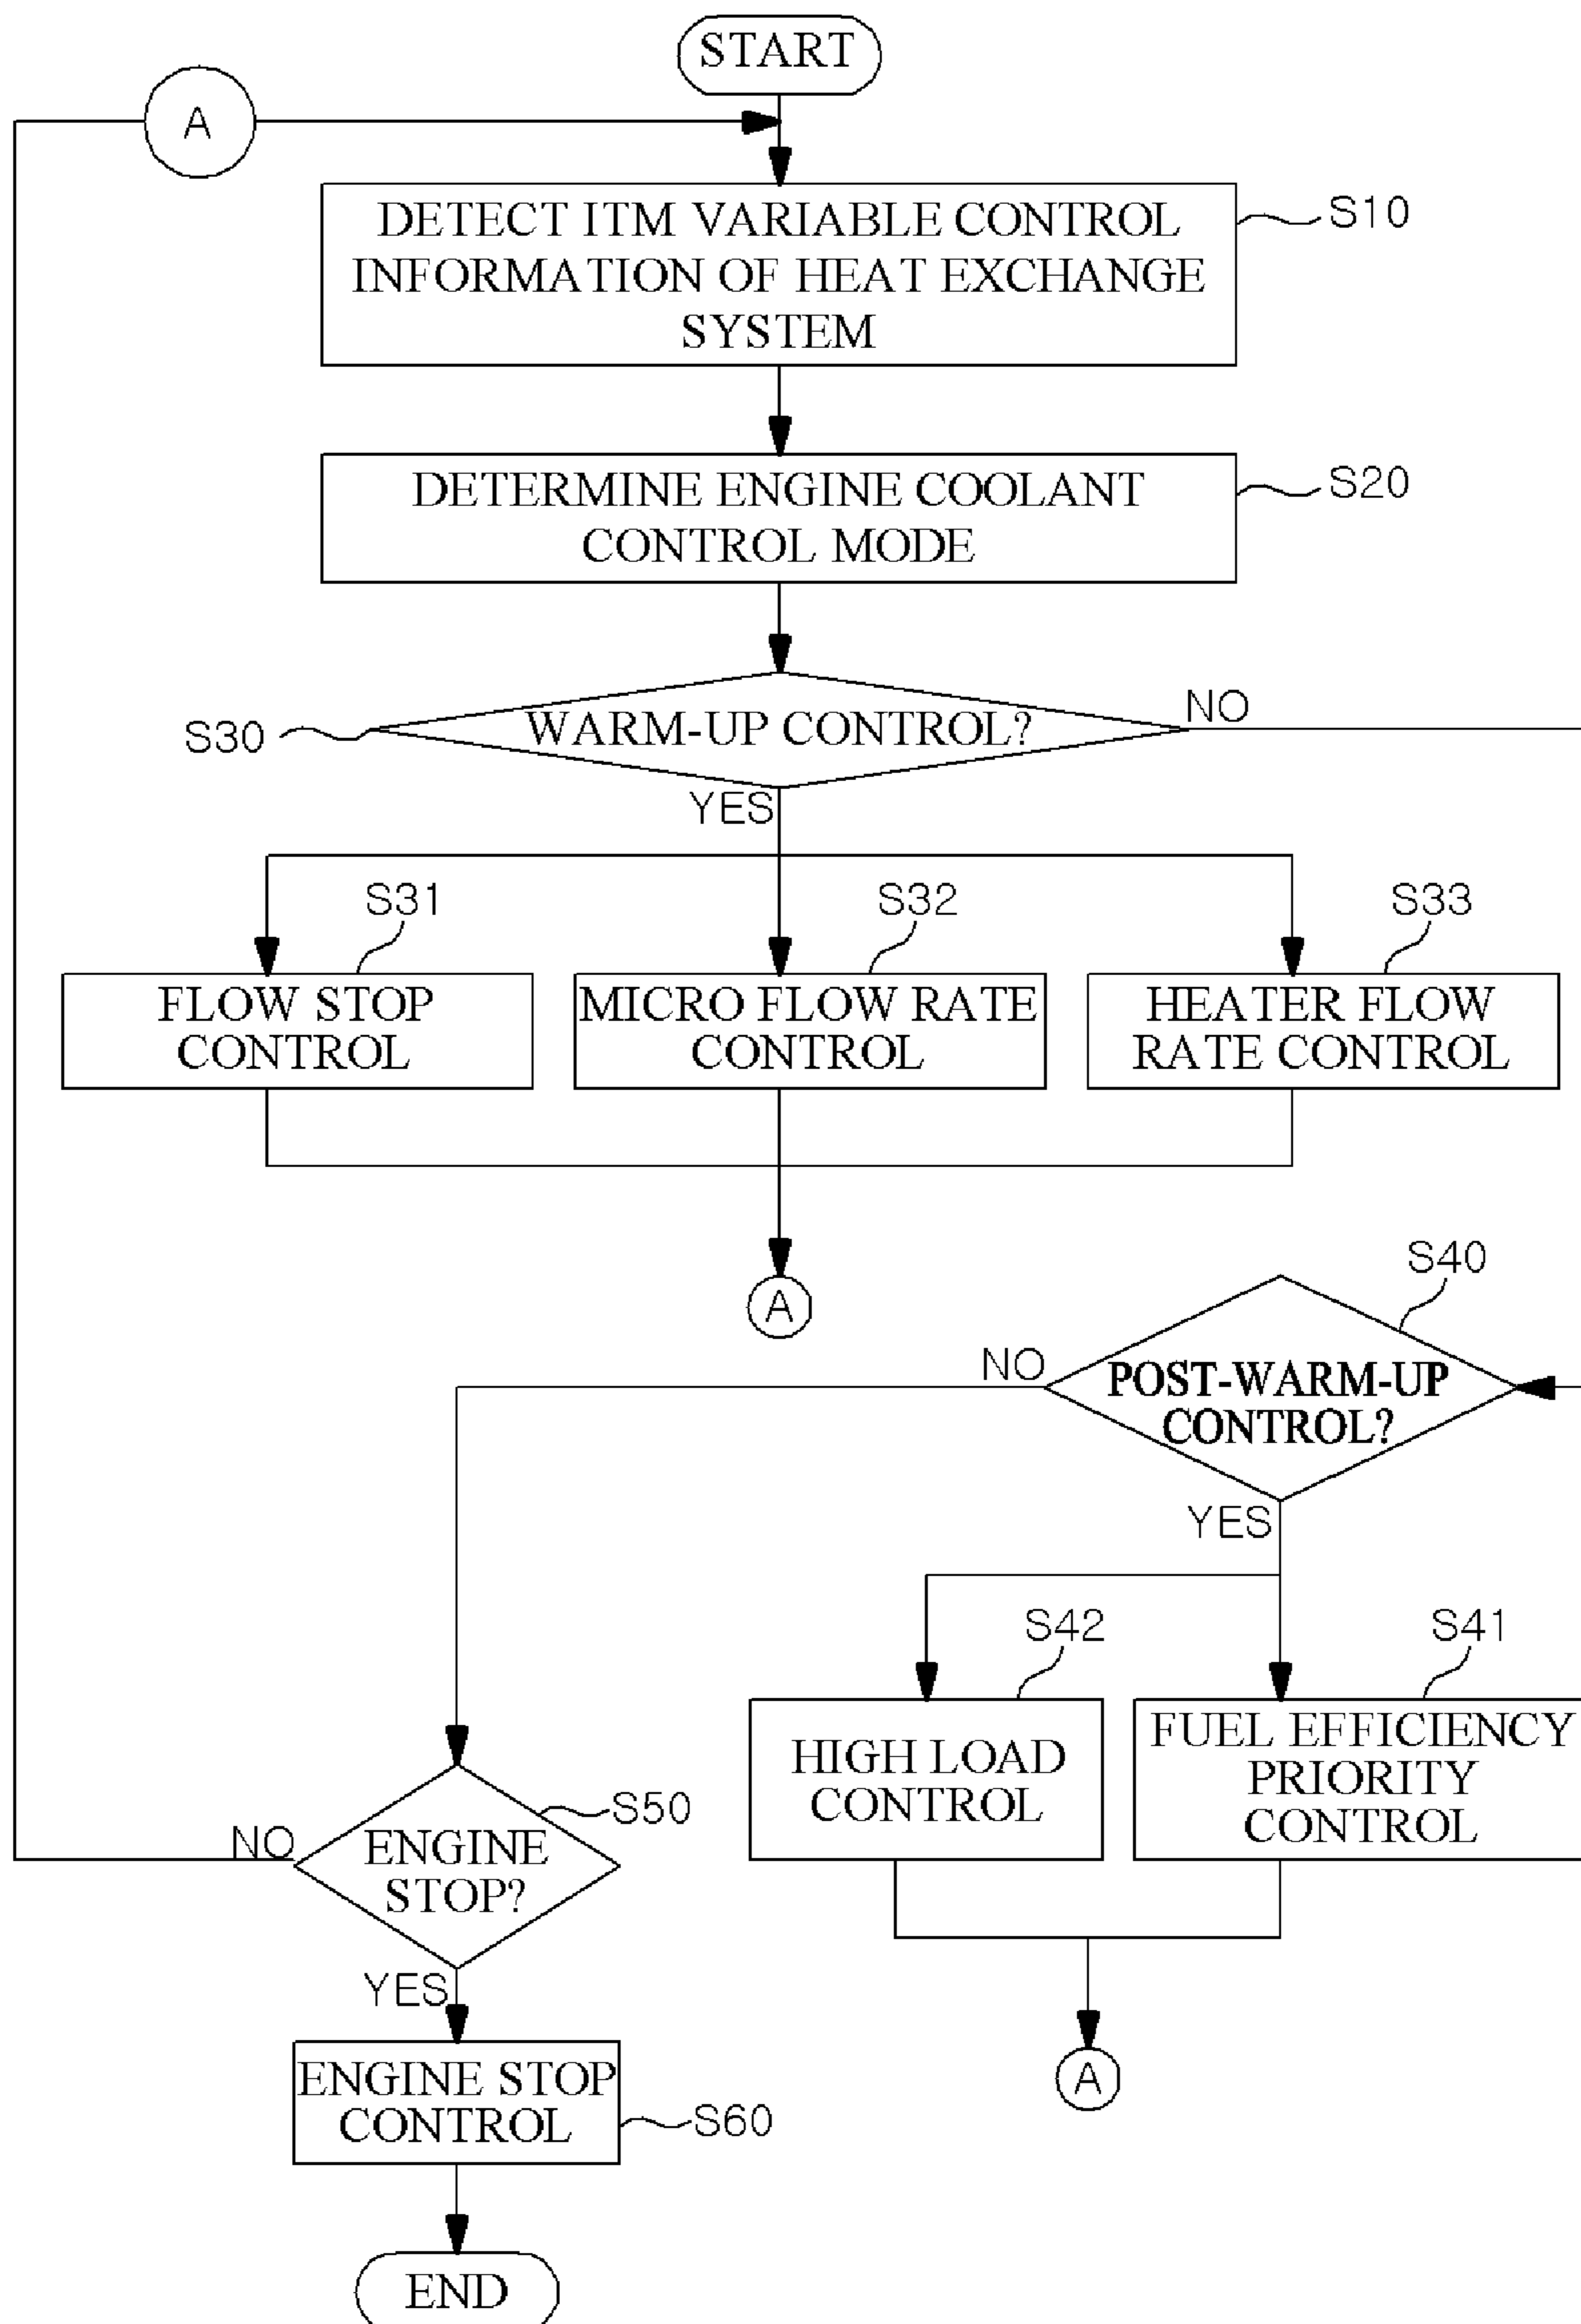 START
A
DETECT ITM VARIABLE CONTROL
INFORMATION OF HEAT EXCHANGE
SYSTEM
S10
DETERMINE ENGINE COOLANT
CONTROL MODE
S20
S30
WARM-UP CONTROL?
NO
YES
S31
S32
S33
FLOW STOP
CONTROL
MICRO FLOW RATE
CONTROL
HEATER FLOW
RATE CONTROL
A
S40
NO
POST-WARM-UP
CONTROL?
YES
S42
S41
HIGH LOAD
CONTROL
FUEL EFFICIENCY
PRIORITY
CONTROL
S50
NO
ENGINE
STOP?
YES
A
ENGINE STOP
CONTROL
S60
END